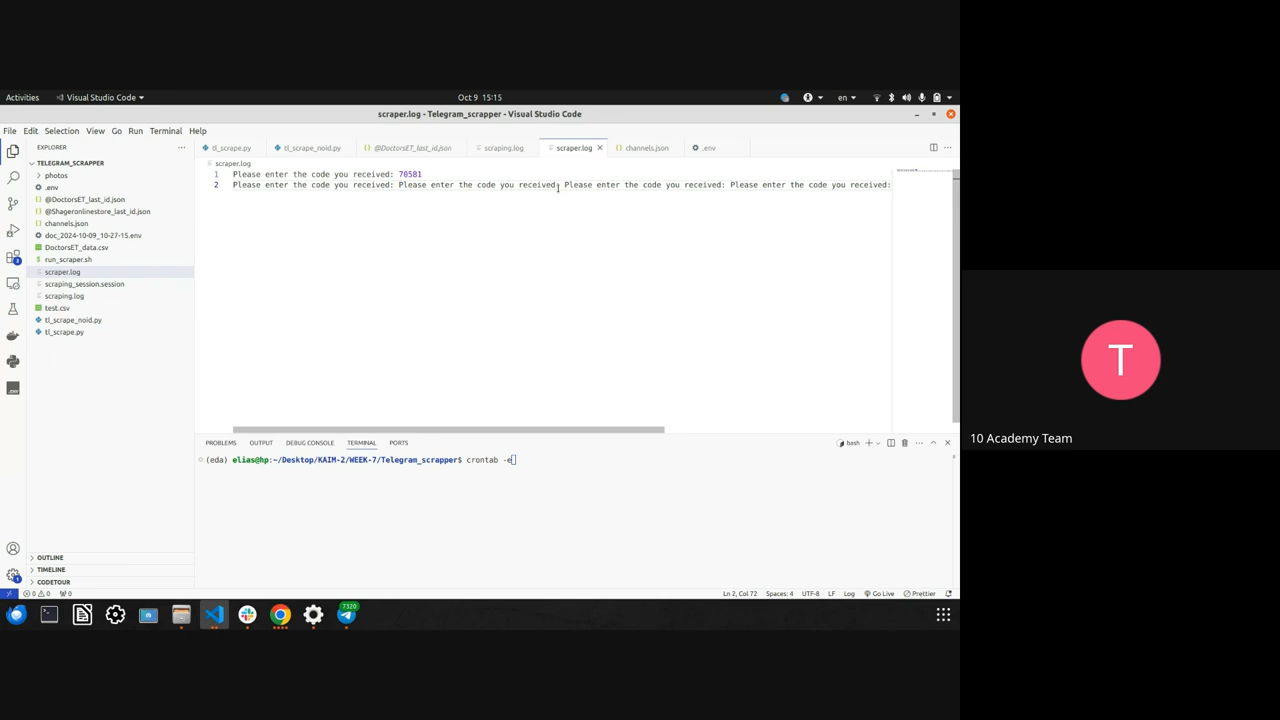 Activities Visual Studio Code Oct 9 15:15 en
scraper.log - Telegram_scrapper - Visual Studio Code
File Edit Selection View Go Run Terminal Help
EXPLORER
tl_scrape.py tl_scrape_noid.py @DoctorsET_last_id.json scraping.log scraper.log channels.json .env
TELEGRAM_SCRAPPER
scraper.log
photos
.env
@DoctorsET_last_id.json
@Shageronlinestore_last_id.json
channels.json
doc_2024-10-09_10-27-15.env
DoctorsET_data.csv
run_scraper.sh
scraper.log
scraping_session.session
scraping.log
test.csv
tl_scrape_noid.py
tl_scrape.py
1 Please enter the code you received: 70581
2 Please enter the code you received: Please enter the code you received: Please enter the code you received: Please enter the code you received:
PROBLEMS OUTPUT DEBUG CONSOLE TERMINAL PORTS bash
(eda) elias@hp:~/Desktop/KAIM-2/WEEK-7/Telegram_scrapper$ crontab -e
OUTLINE
TIMELINE
CODETOUR
0 0 0 Ln 2, Col 72 Spaces: 4 UTF-8 LF Log Go Live Prettier
7320
T
10 Academy Team